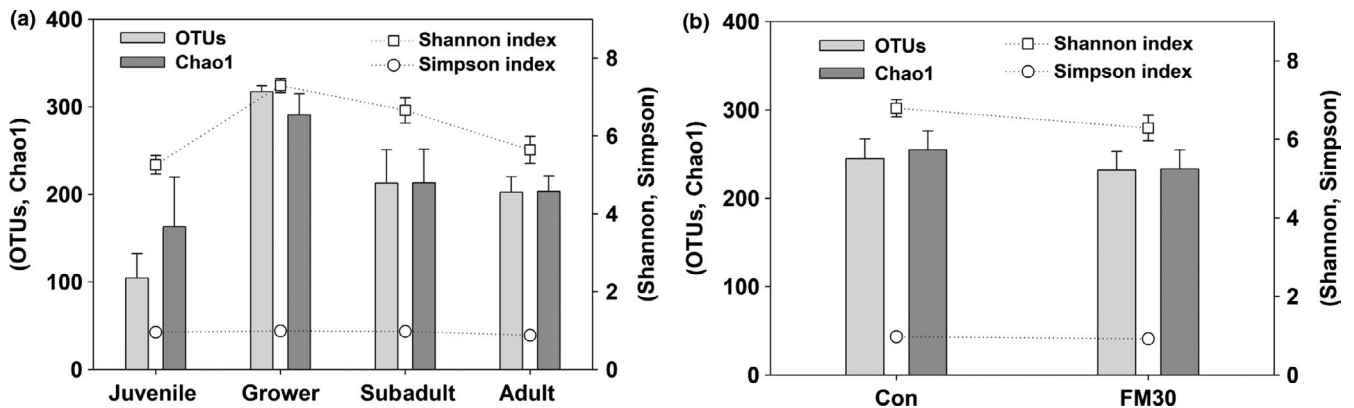 (a)
400
300
200
100
0
(OTUs, Chao1)
OTUs
Chao1
Shannon index
Simpson index
8
6
4
2
0
(Shannon, Simpson)
Juvenile Grower Subadult Adult
(b)
400
300
200
100
0
(OTUs, Chao1)
OTUs
Chao1
Shannon index
Simpson index
8
6
4
2
0
(Shannon, Simpson)
Con FM30